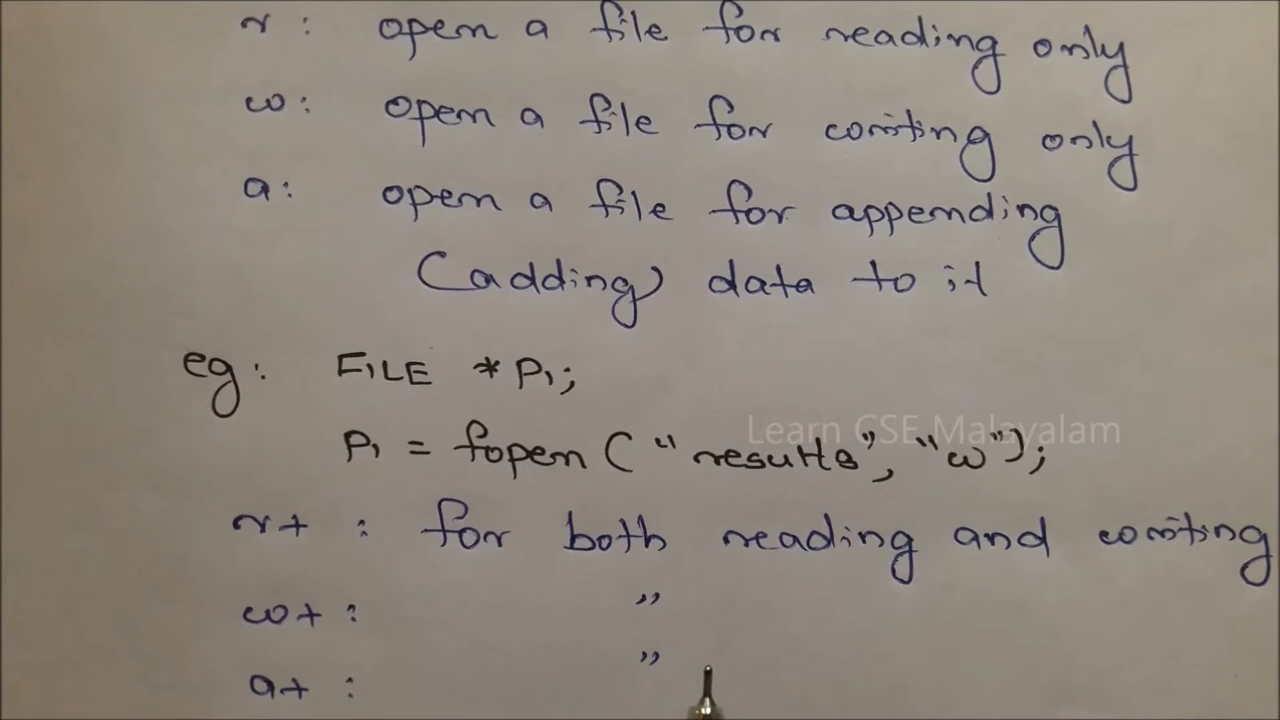 r : open a file for reading only
w : open a file for writing only
a : open a file for appending
(adding) data to it
eg : FILE *P1;
Learn CSE Malayalam
P1 = fopen ("results", "w");
r+ : for both reading and writing
w+ : "
a+ : "